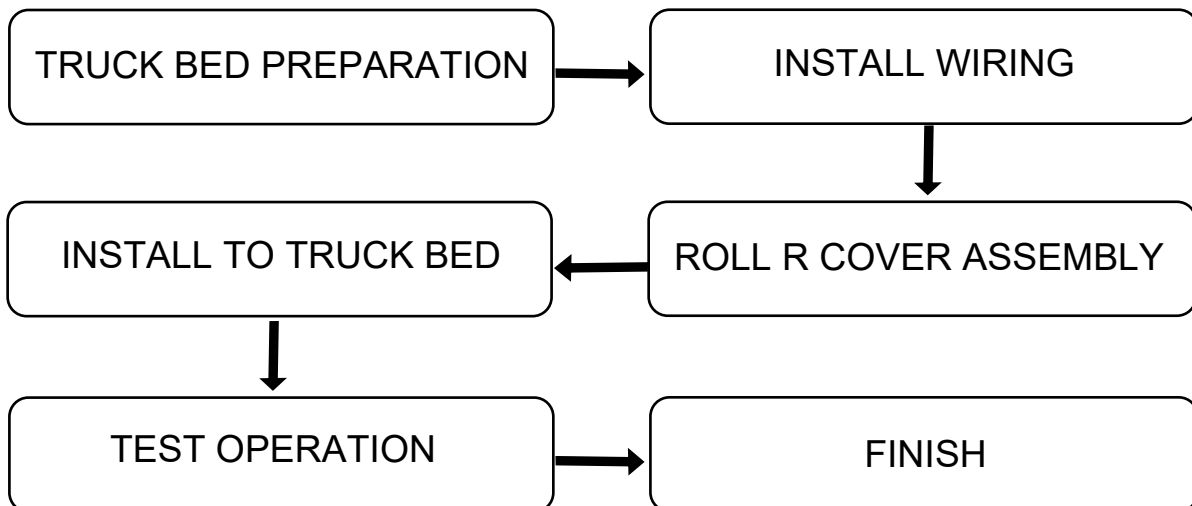 TRUCK BED PREPARATION
INSTALL WIRING
ROLL R COVER ASSEMBLY
INSTALL TO TRUCK BED
TEST OPERATION
FINISH